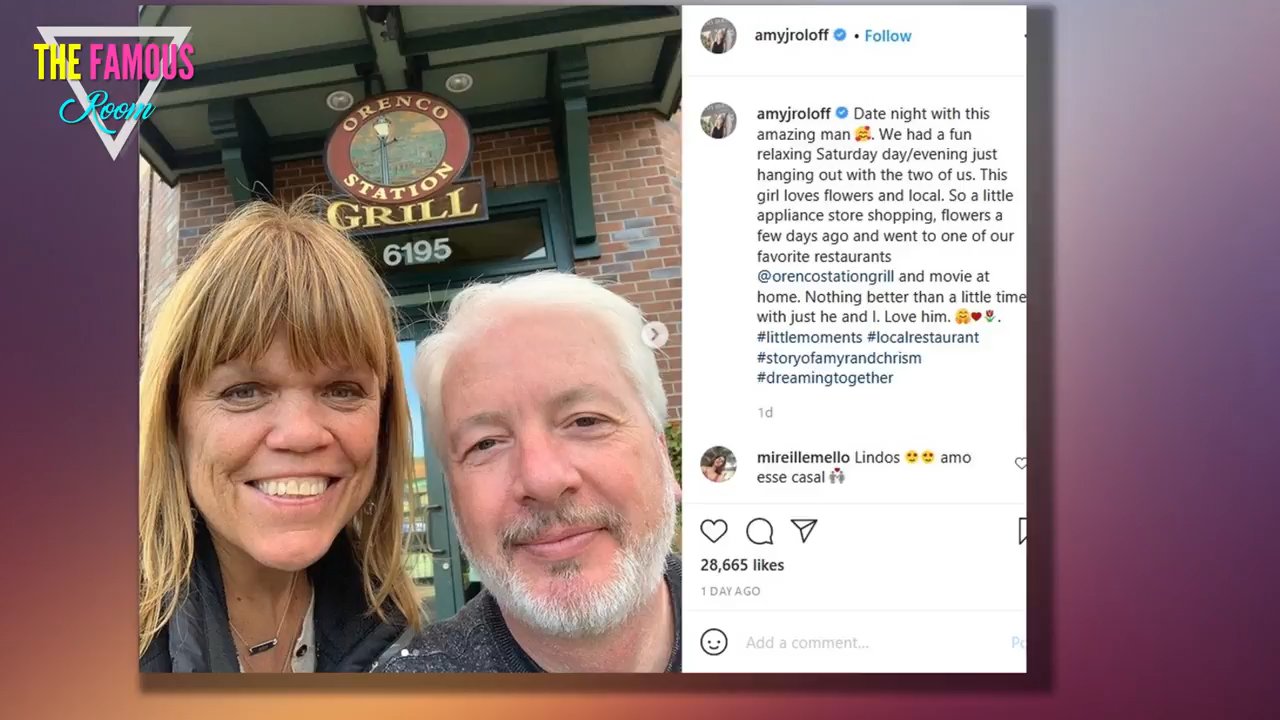 THE FAMOUS
Room
ORENCO
STATION
GRILL
6195
amyjroloff • Follow
amyjroloff Date night with this
amazing man 🥰. We had a fun
relaxing Saturday day/evening just
hanging out with the two of us. This
girl loves flowers and local. So a little
appliance store shopping, flowers a
few days ago and went to one of our
favorite restaurants
@orencostationgrill and movie at
home. Nothing better than a little time
with just he and I. Love him. 🤗❤️🌷.
#littlemoments #localrestaurant
#storyofamyrandchrism
#dreamingtogether
1d
mireillemello Lindos 😍😍 amo
esse casal 💏
28,665 likes
1 DAY AGO
Add a comment...
Po